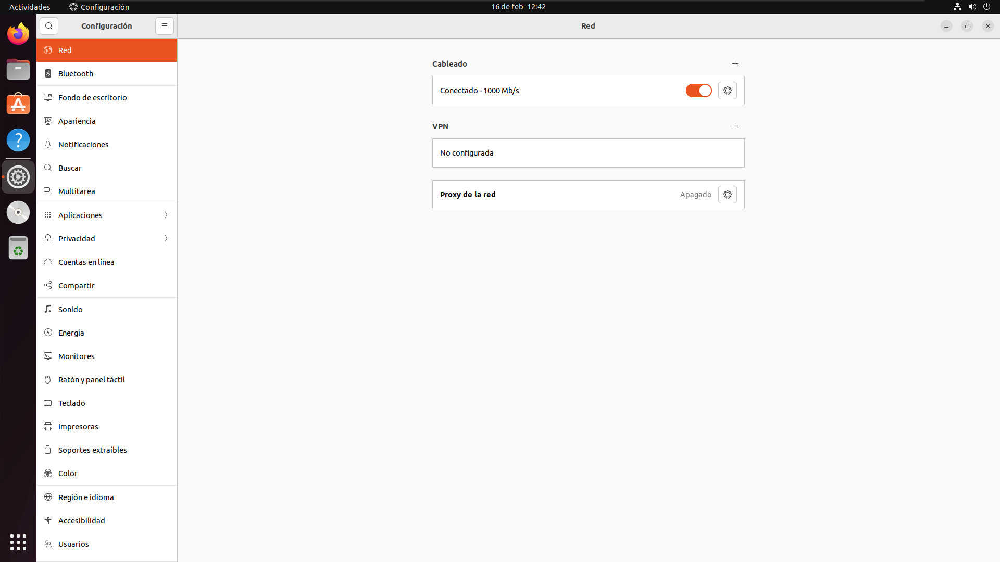 Actividades
Configuración
16 de feb 12:42
Configuración
Red
Red
Bluetooth
Fondo de escritorio
Apariencia
Notificaciones
Buscar
Multitarea
Aplicaciones
Privacidad
Cuentas en línea
Compartir
Sonido
Energía
Monitores
Ratón y panel táctil
Teclado
Impresoras
Soportes extraíbles
Color
Región e idioma
Accesibilidad
Usuarios
Cableado
Conectado - 1000 Mb/s
VPN
No configurada
Proxy de la red
Apagado